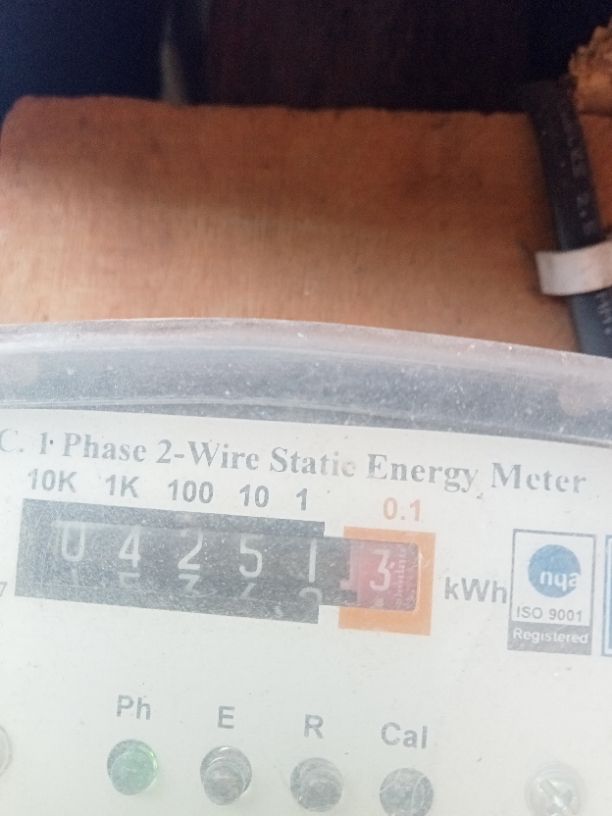 C. 1 Phase 2-Wire Static Energy Meter
10K 1K 100 10 1 0.1
0 4 2 5 1 3 kWh
nqa
ISO 9001
Registered
Ph E R Cal